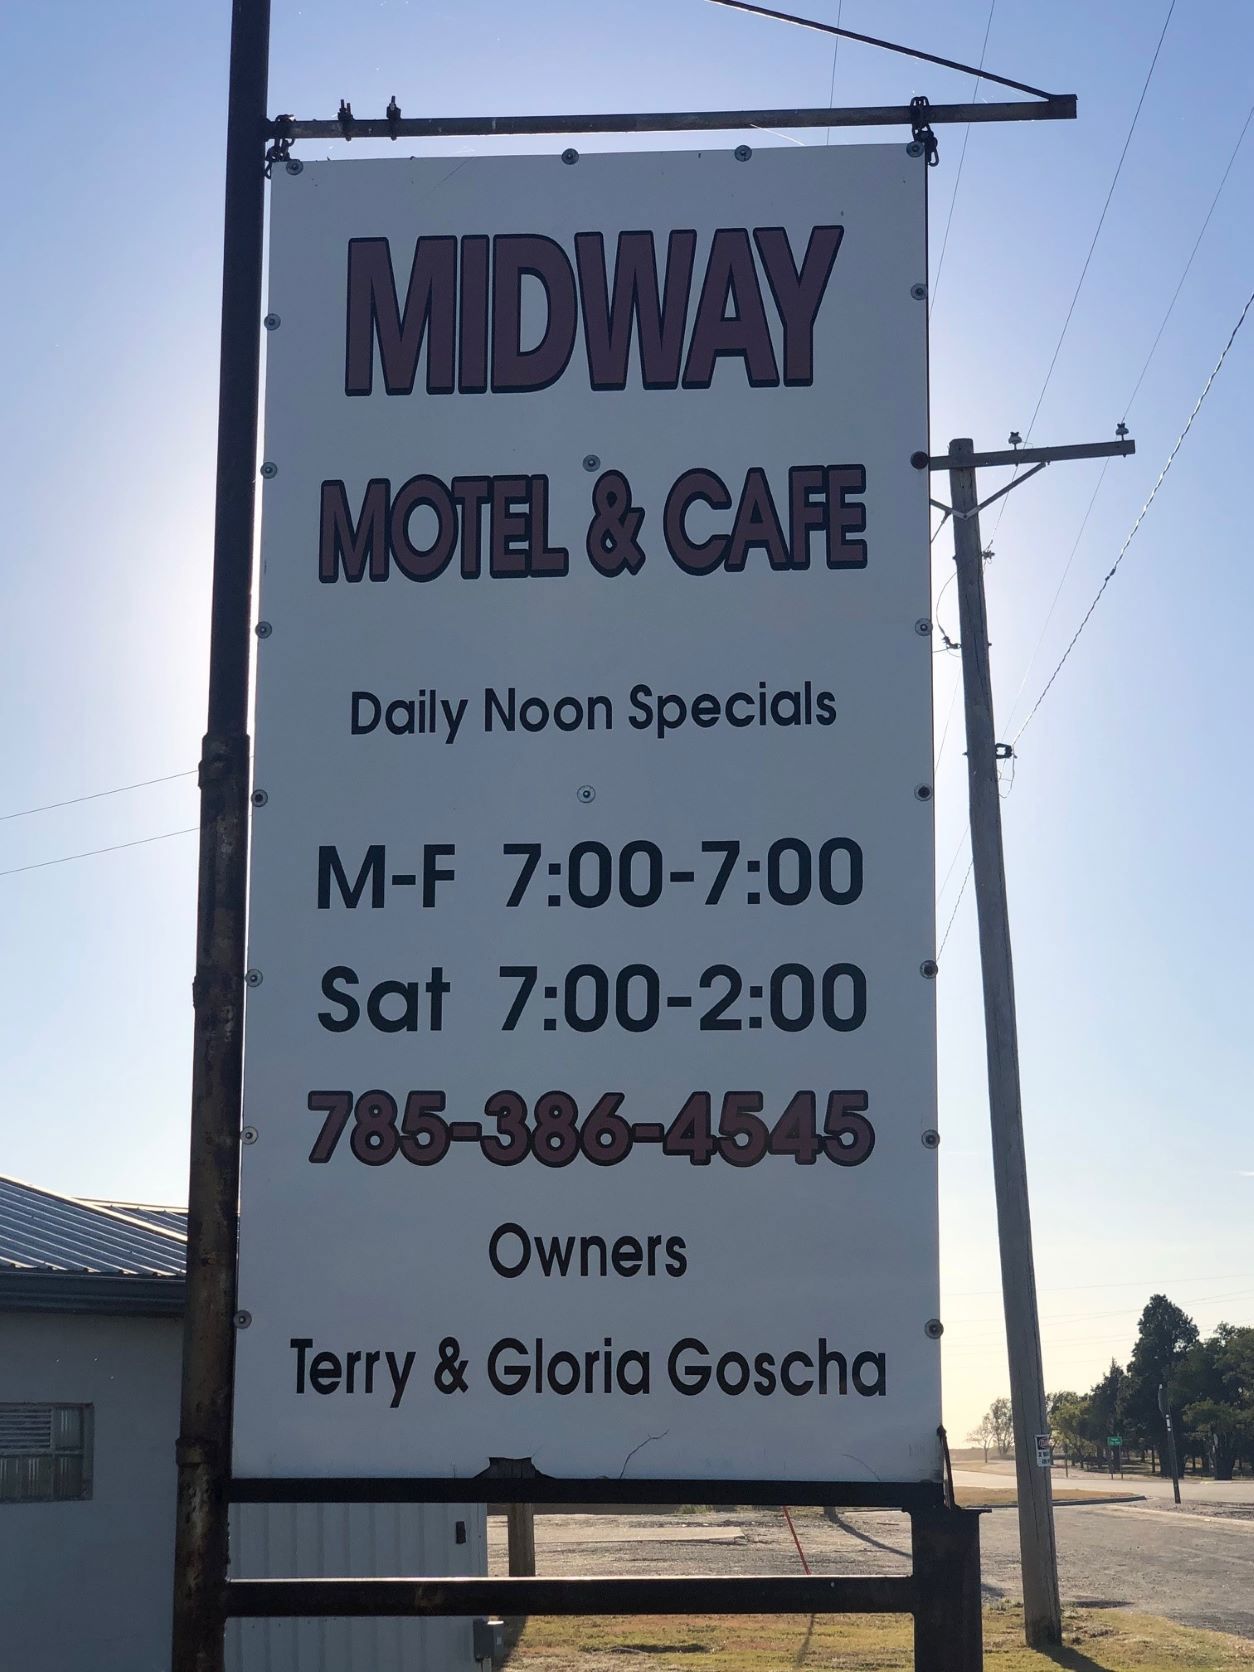 MIDWAY
MOTEL & CAFE
Daily Noon Specials
M-F 7:00-7:00
Sat 7:00-2:00
785-386-4545
Owners
Terry & Gloria Goscha